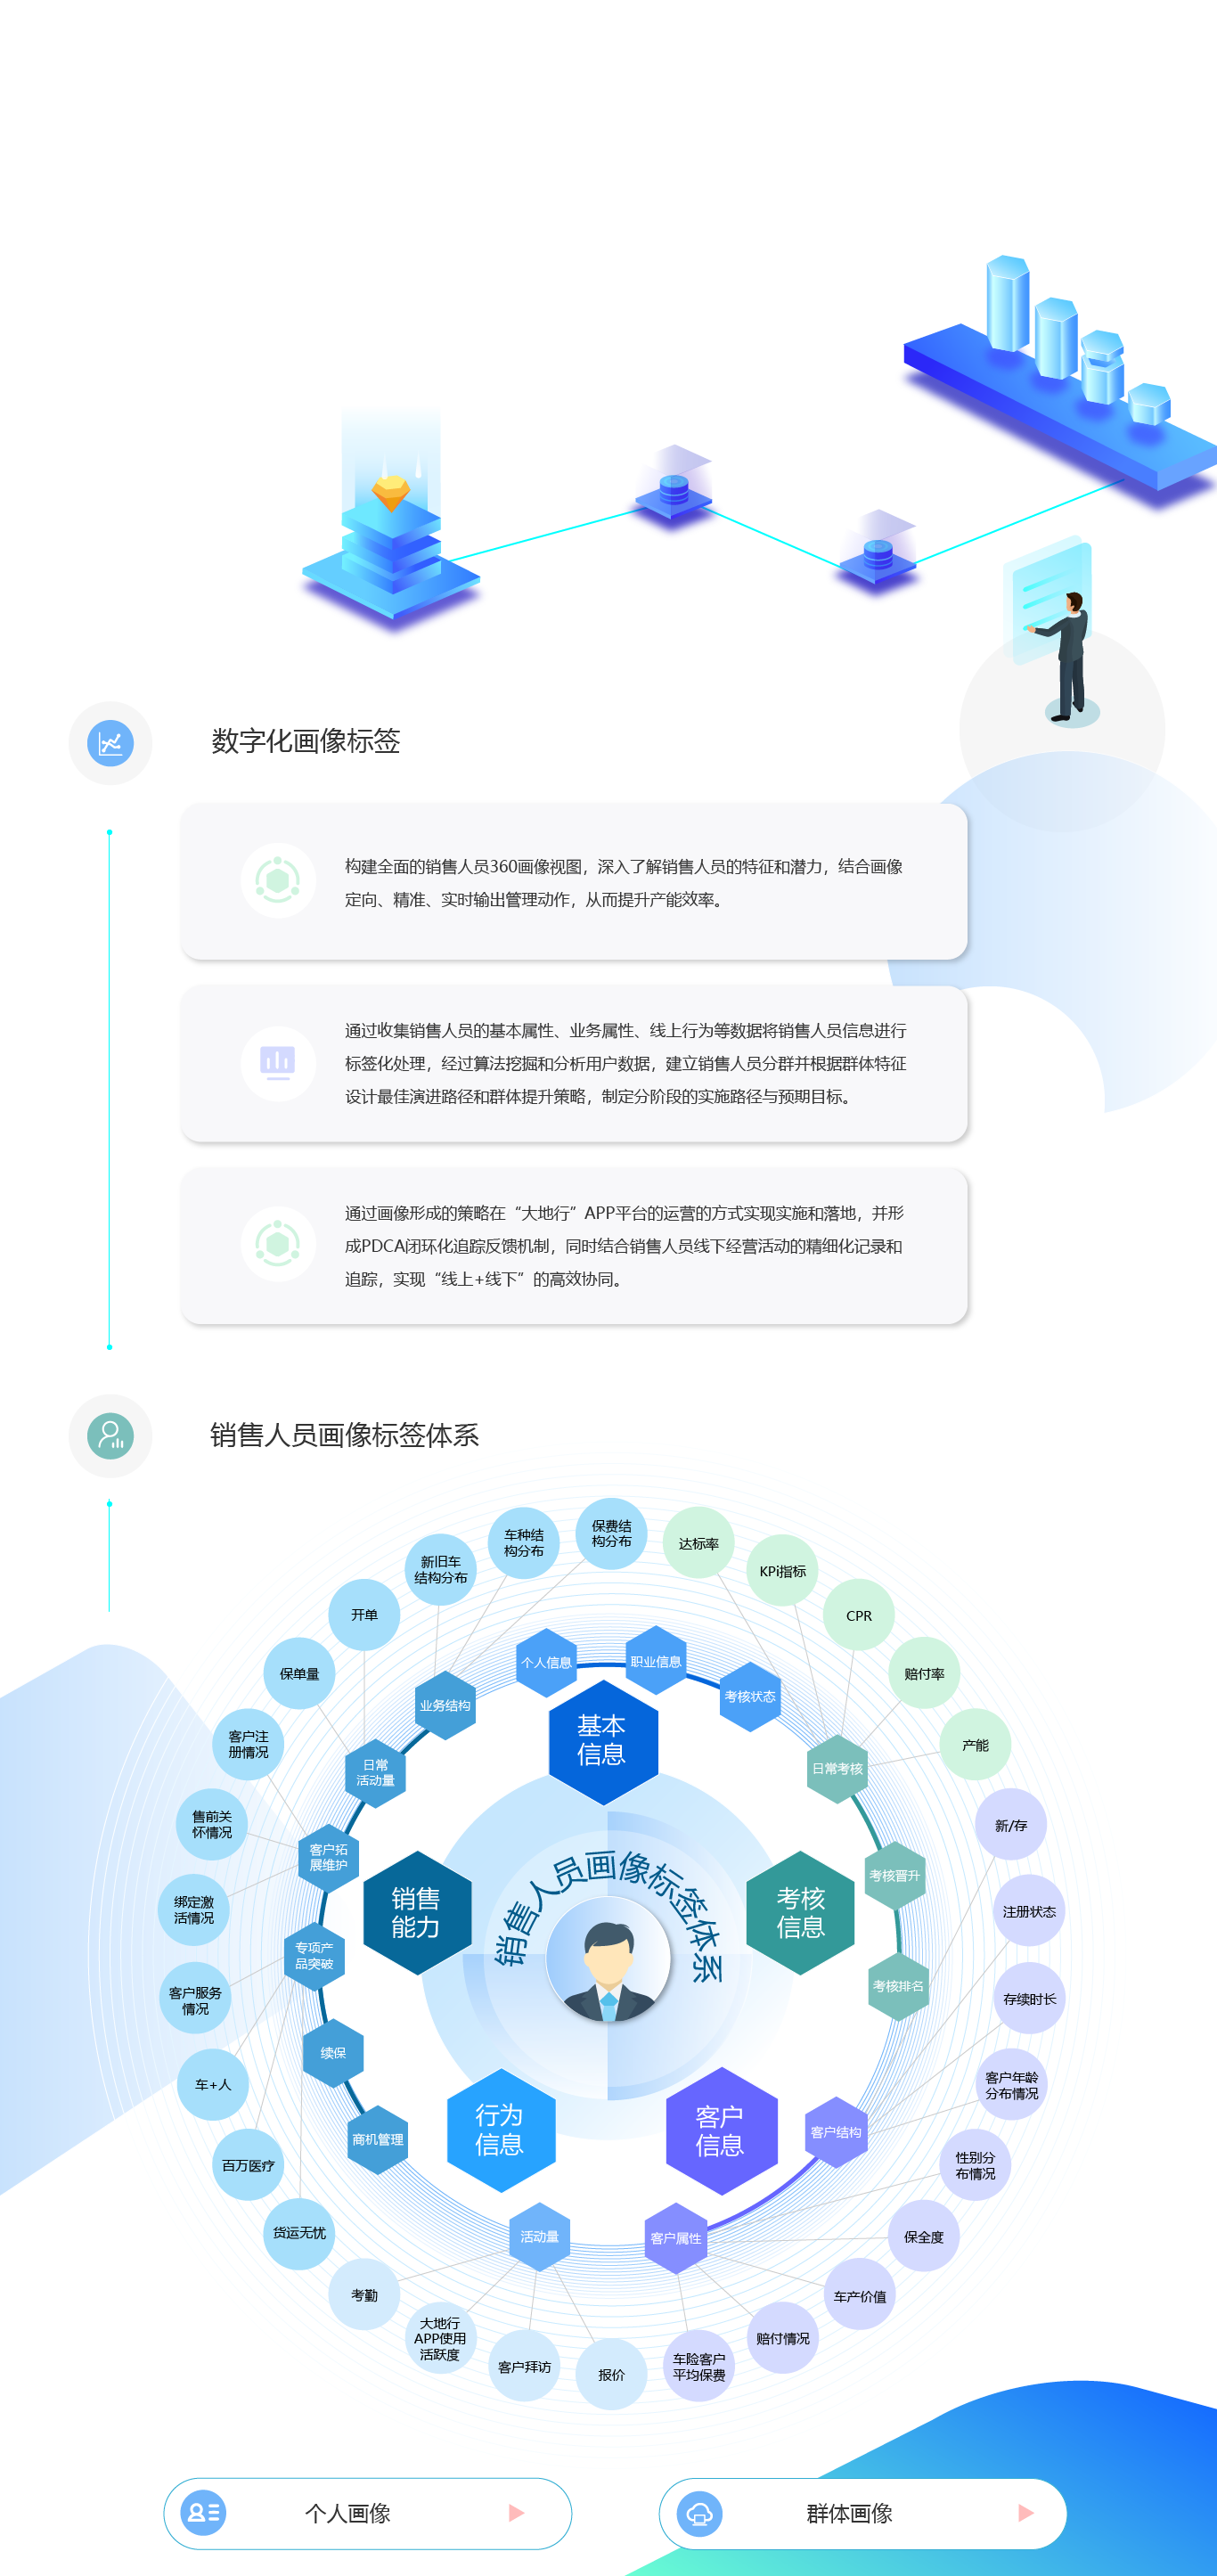 数字化画像标签
构建全面的销售人员360画像视图，深入了解销售人员的特征和潜力，结合画像
定向、精准、实时输出管理动作，从而提升产能效率。
通过收集销售人员的基本属性、业务属性、线上行为等数据将销售人员信息进行
标签化处理，经过算法挖掘和分析用户数据，建立销售人员分群并根据群体特征
设计最佳演进路径和群体提升策略，制定分阶段的实施路径与预期目标。
通过画像形成的策略在“大地行”APP平台的运营的方式实现实施和落地，并形
成PDCA闭环化追踪反馈机制，同时结合销售人员线下经营活动的精细化记录和
追踪，实现“线上+线下”的高效协同。
销售人员画像标签体系
保费结
构分布
车种结
构分布
达标率
新旧车
结构分布
KPi指标
开单
CPR
个人信息
职业信息
保单量
赔付率
考核状态
业务结构
基本
信息
客户注
册情况
产能
日常
活动量
日常考核
售前关
怀情况
新/存
客户拓
展维护
考核晋升
销售
能力
销售人员画像标签体系
考核
信息
绑定激
活情况
注册状态
专项产
品突破
考核排名
客户服务
情况
存续时长
续保
车+人
客户年龄
分布情况
行为
信息
客户
信息
商机管理
客户结构
百万医疗
性别分
布情况
货运无忧
活动量
客户属性
保全度
考勤
车产价值
大地行
APP使用
活跃度
客户拜访
报价
车险客户
平均保费
赔付情况
个人画像
群体画像